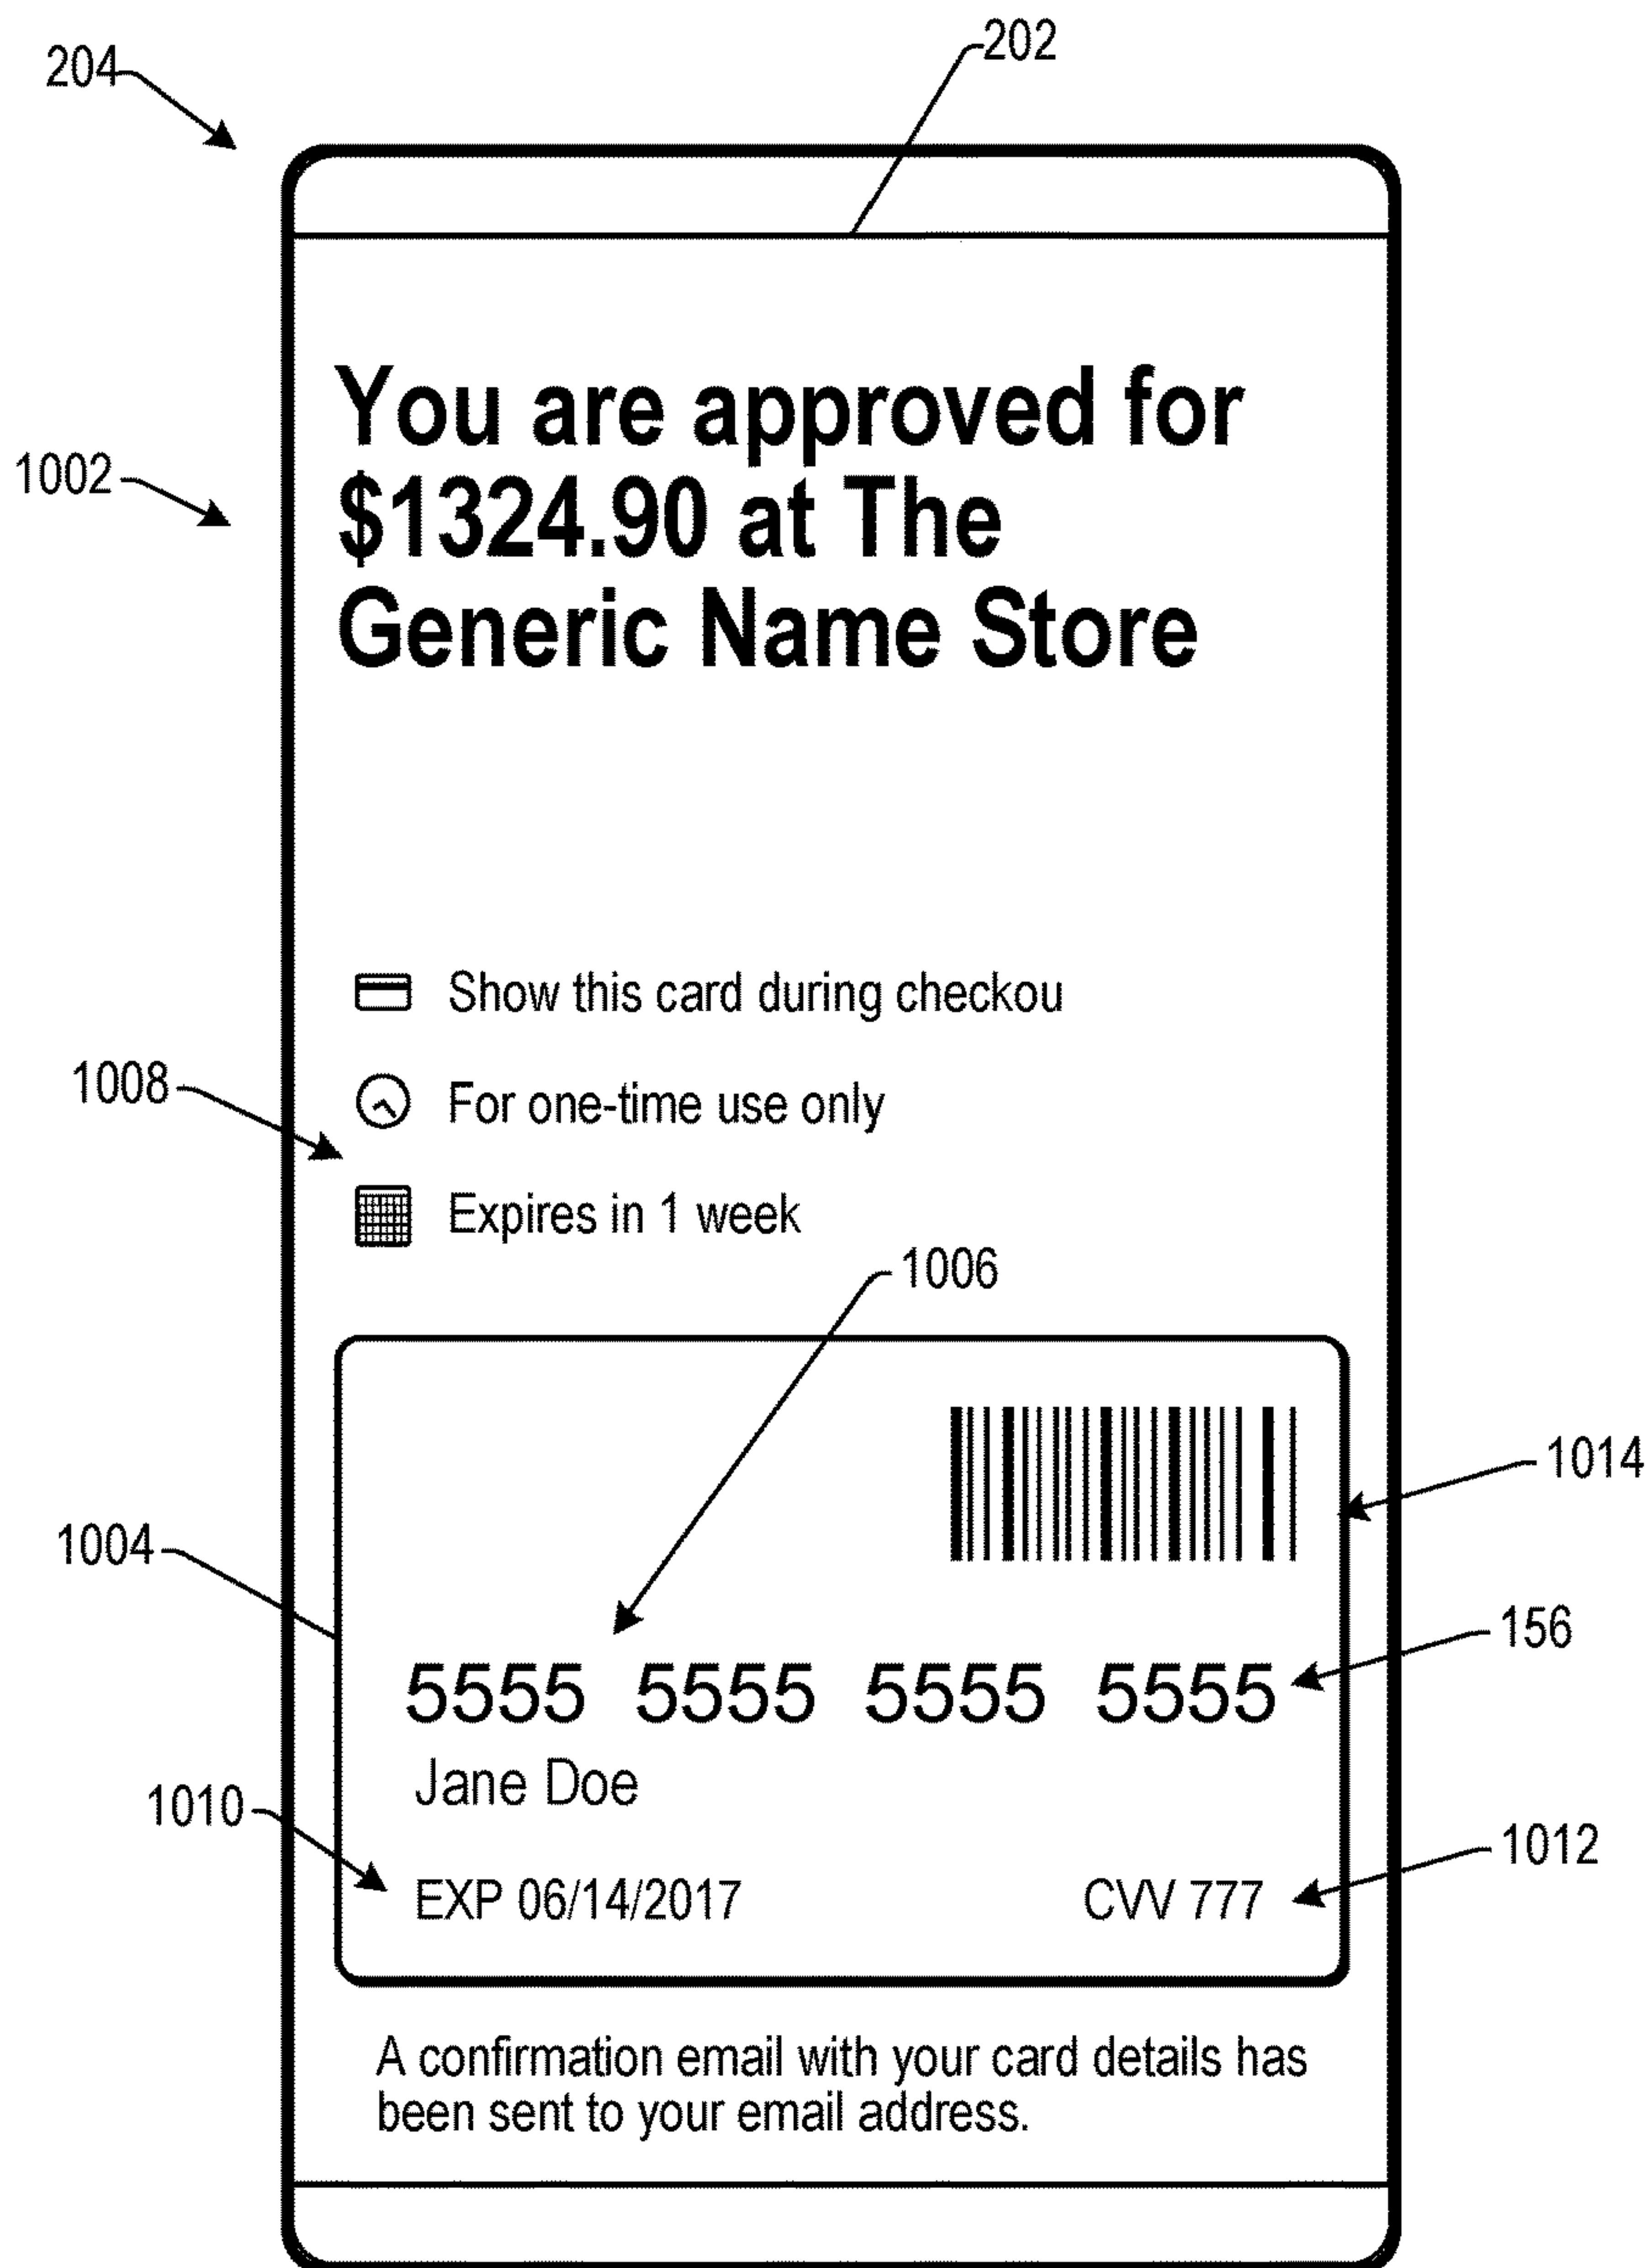 202
204
You are approved for
1002
$1324.90 at The
Generic Name Store
Show this card during checkou
1008
For one-time use only
Expires in 1 week
1006
1014
1004
156
5555 5555 5555 5555
Jane Doe
1010
1012
EXP 06/14/2017 CVV 777
A confirmation email with your card details has
been sent to your email address.